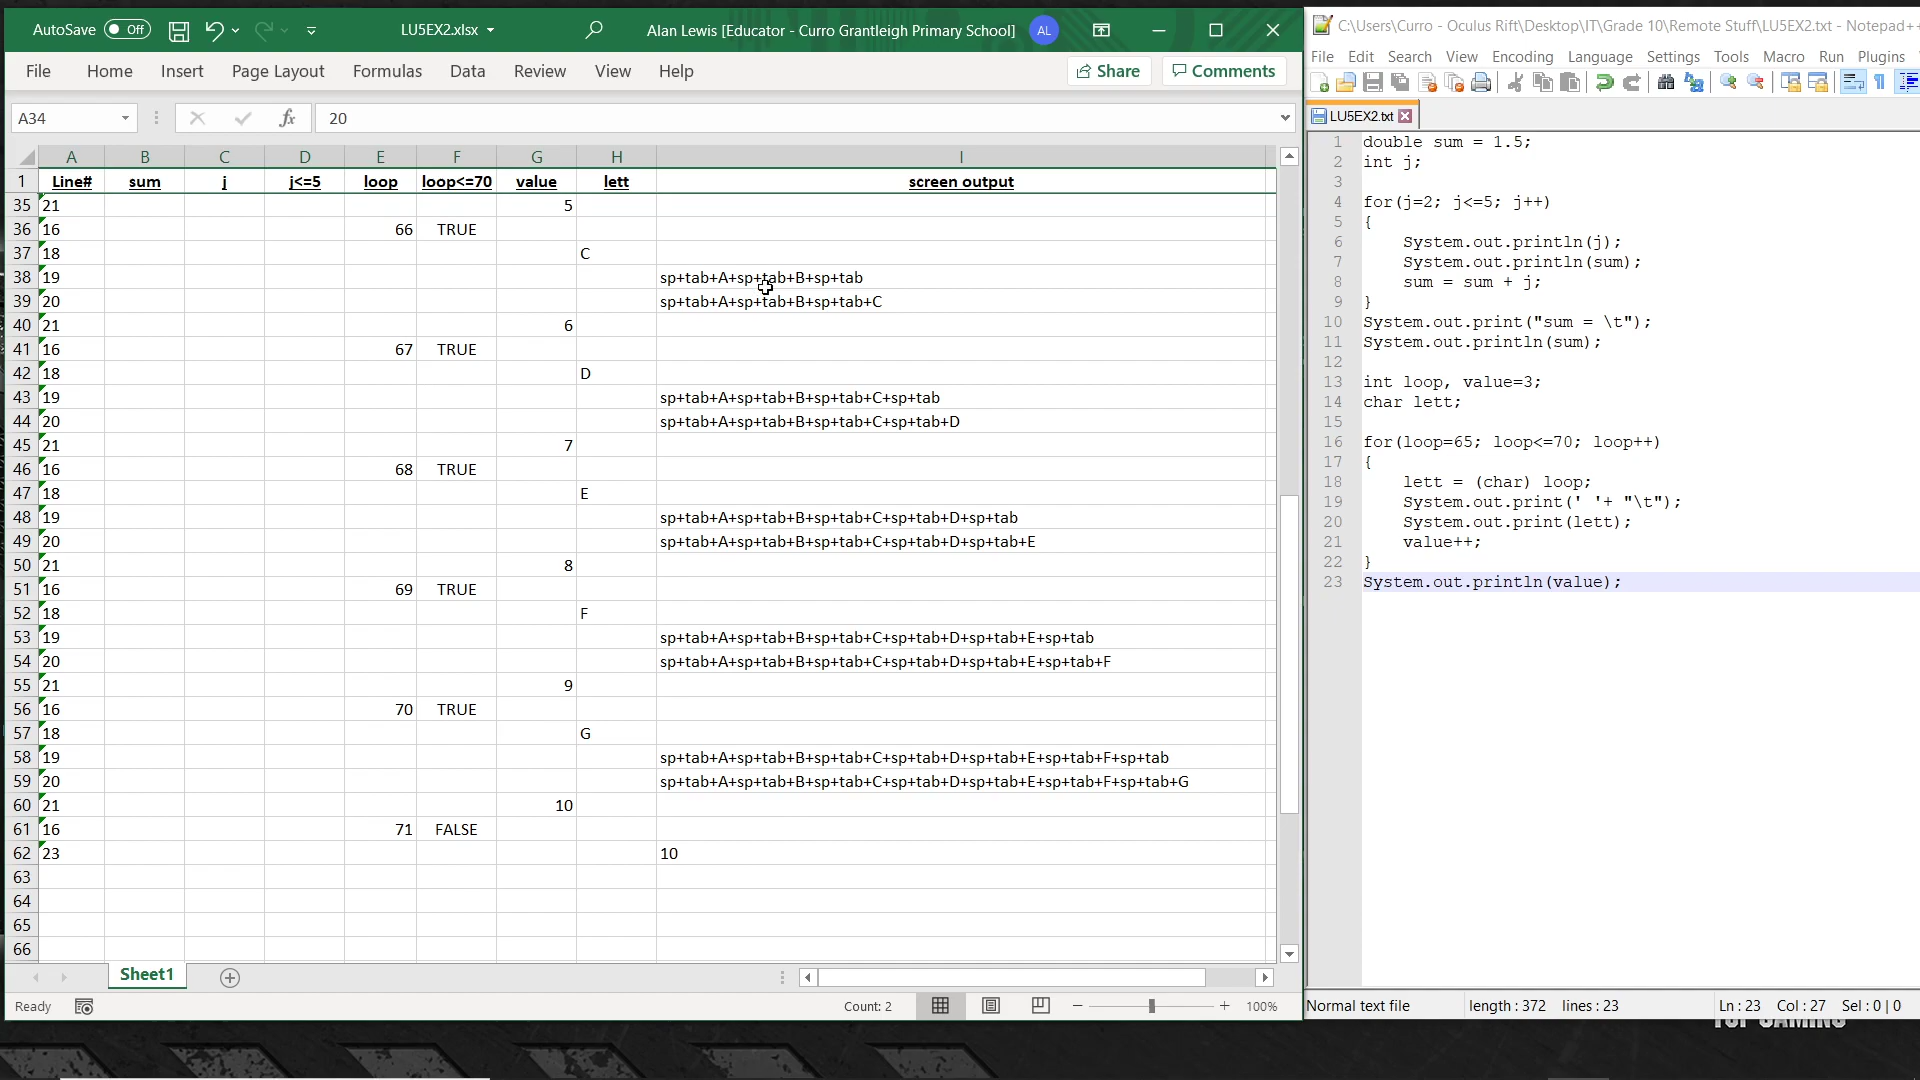 AutoSave Off LU5EX2.xlsx Alan Lewis [Educator - Curro Grantleigh Primary School] AL
File Home Insert Page Layout Formulas Data Review View Help Share Comments
A34 fx 20
A B C D E F G H I
1 Line# sum j j<=5 loop loop<=70 value lett screen output
35 21 5
36 16 66 TRUE
37 18 C
38 19 sp+tab+A+sp+tab+B+sp+tab
39 20 sp+tab+A+sp+tab+B+sp+tab+C
40 21 6
41 16 67 TRUE
42 18 D
43 19 sp+tab+A+sp+tab+B+sp+tab+C+sp+tab
44 20 sp+tab+A+sp+tab+B+sp+tab+C+sp+tab+D
45 21 7
46 16 68 TRUE
47 18 E
48 19 sp+tab+A+sp+tab+B+sp+tab+C+sp+tab+D+sp+tab
49 20 sp+tab+A+sp+tab+B+sp+tab+C+sp+tab+D+sp+tab+E
50 21 8
51 16 69 TRUE
52 18 F
53 19 sp+tab+A+sp+tab+B+sp+tab+C+sp+tab+D+sp+tab+E+sp+tab
54 20 sp+tab+A+sp+tab+B+sp+tab+C+sp+tab+D+sp+tab+E+sp+tab+F
55 21 9
56 16 70 TRUE
57 18 G
58 19 sp+tab+A+sp+tab+B+sp+tab+C+sp+tab+D+sp+tab+E+sp+tab+F+sp+tab
59 20 sp+tab+A+sp+tab+B+sp+tab+C+sp+tab+D+sp+tab+E+sp+tab+F+sp+tab+G
60 21 10
61 16 71 FALSE
62 23 10
63
64
65
66
Sheet1
Ready Count: 2 100%
C:\Users\Curro - Oculus Rift\Desktop\IT\Grade 10\Remote Stuff\LU5EX2.txt - Notepad++
File Edit Search View Encoding Language Settings Tools Macro Run Plugins
LU5EX2.txt
1 double sum = 1.5;
2 int j;
3
4 for(j=2; j<=5; j++)
5 {
6 System.out.println(j);
7 System.out.println(sum);
8 sum = sum + j;
9 }
10 System.out.print("sum = \t");
11 System.out.println(sum);
12
13 int loop, value=3;
14 char lett;
15
16 for(loop=65; loop<=70; loop++)
17 {
18 lett = (char) loop;
19 System.out.print(' '+ "\t");
20 System.out.print(lett);
21 value++;
22 }
23 System.out.println(value);
Normal text file length : 372 lines : 23 Ln : 23 Col : 27 Sel : 0 | 0